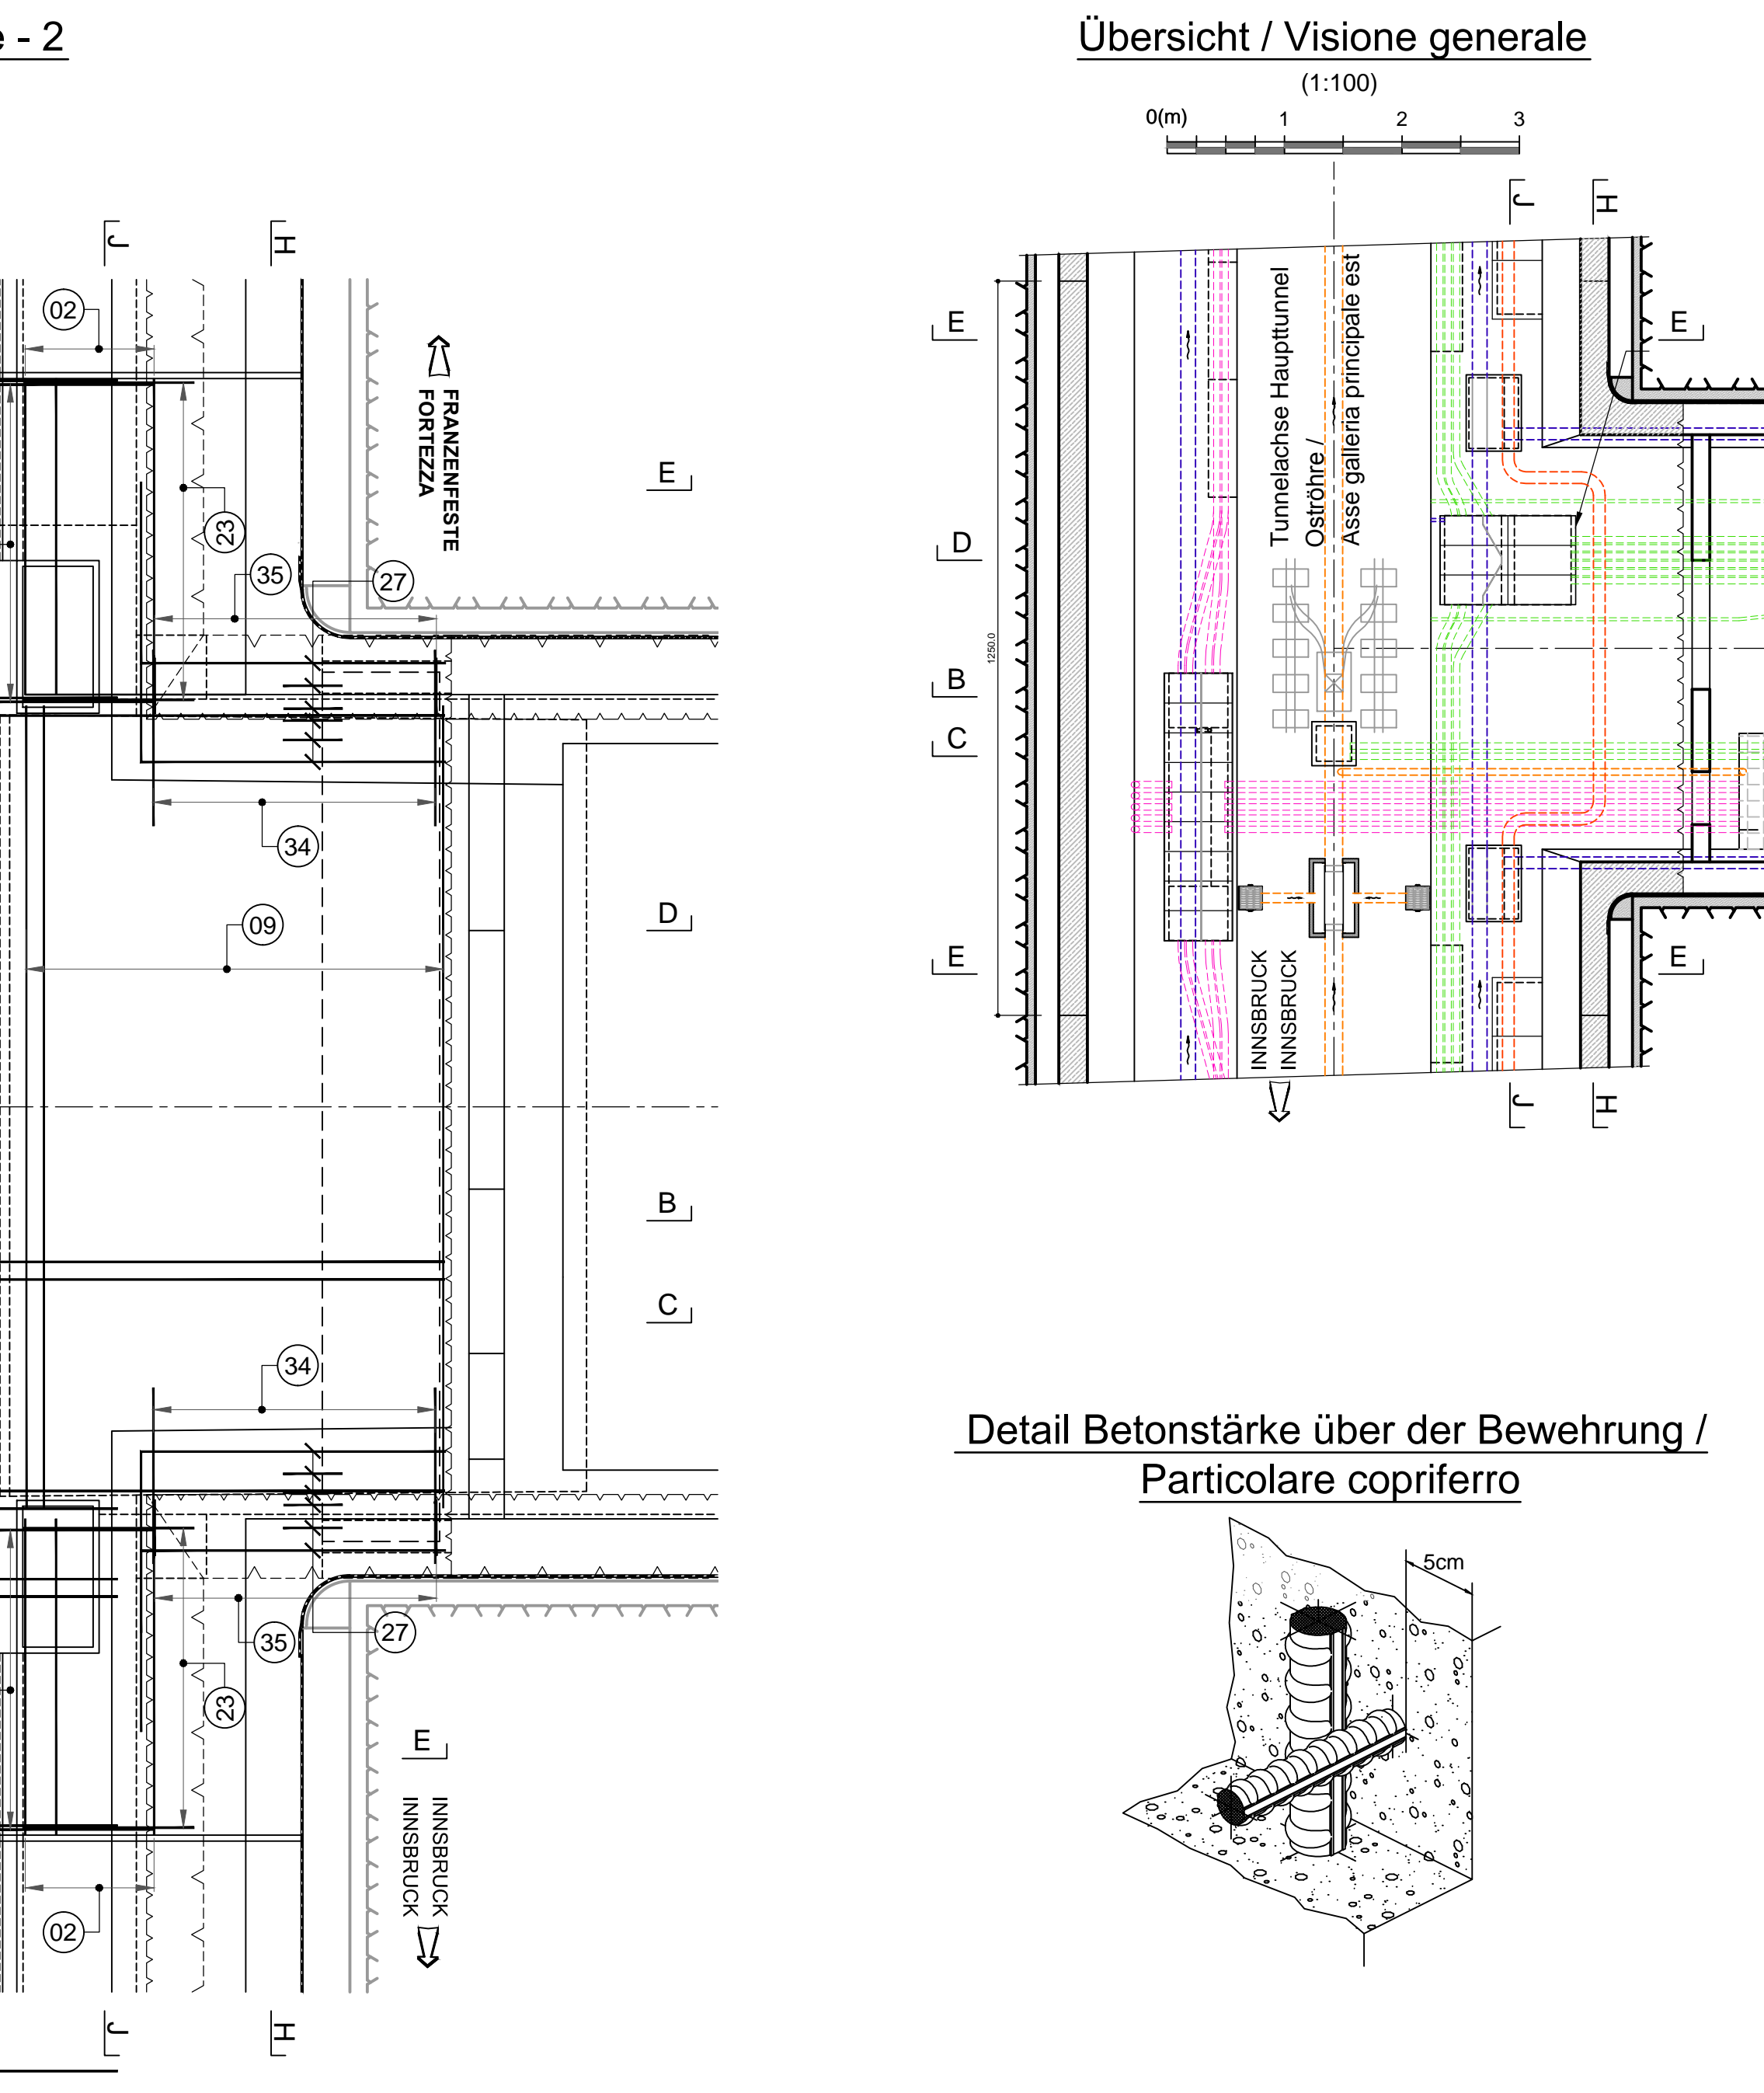 e - 2
J
H
02
FRANZENFESTE
FORTEZZA
E
23
35
27
34
09
D
B
C
34
35
27
23
E
INNSBRUCK
INNSBRUCK
02
J
H
Übersicht / Visione generale
(1:100)
0(m) 1 2 3
J
H
E
E
Tunnelachse Haupttunnel
Oströhre /
Asse galleria principale est
D
1250.0
B
C
E
E
INNSBRUCK
INNSBRUCK
J
H
Detail Betonstärke über der Bewehrung /
Particolare copriferro
5cm